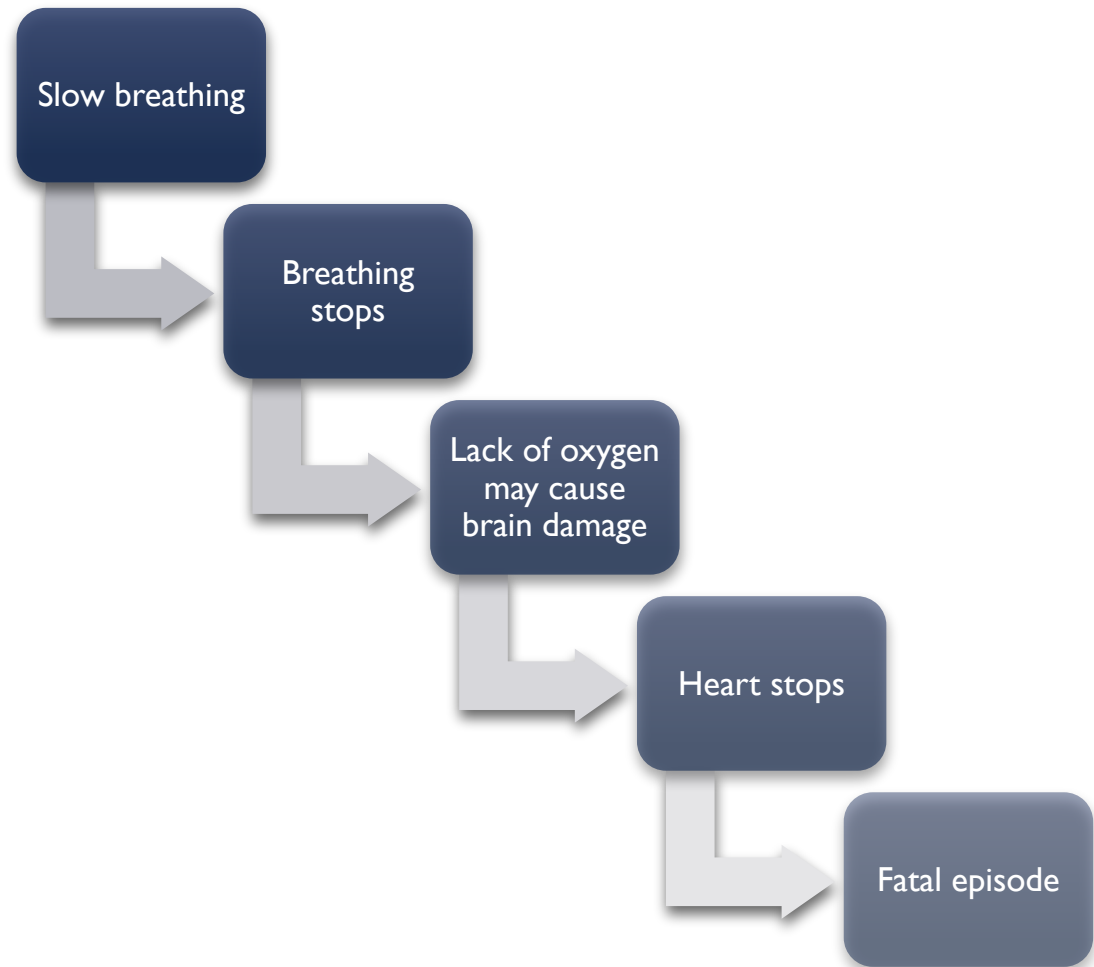 Slow breathing
Breathing
stops
Lack of oxygen
may cause
brain damage
Heart stops
Fatal episode